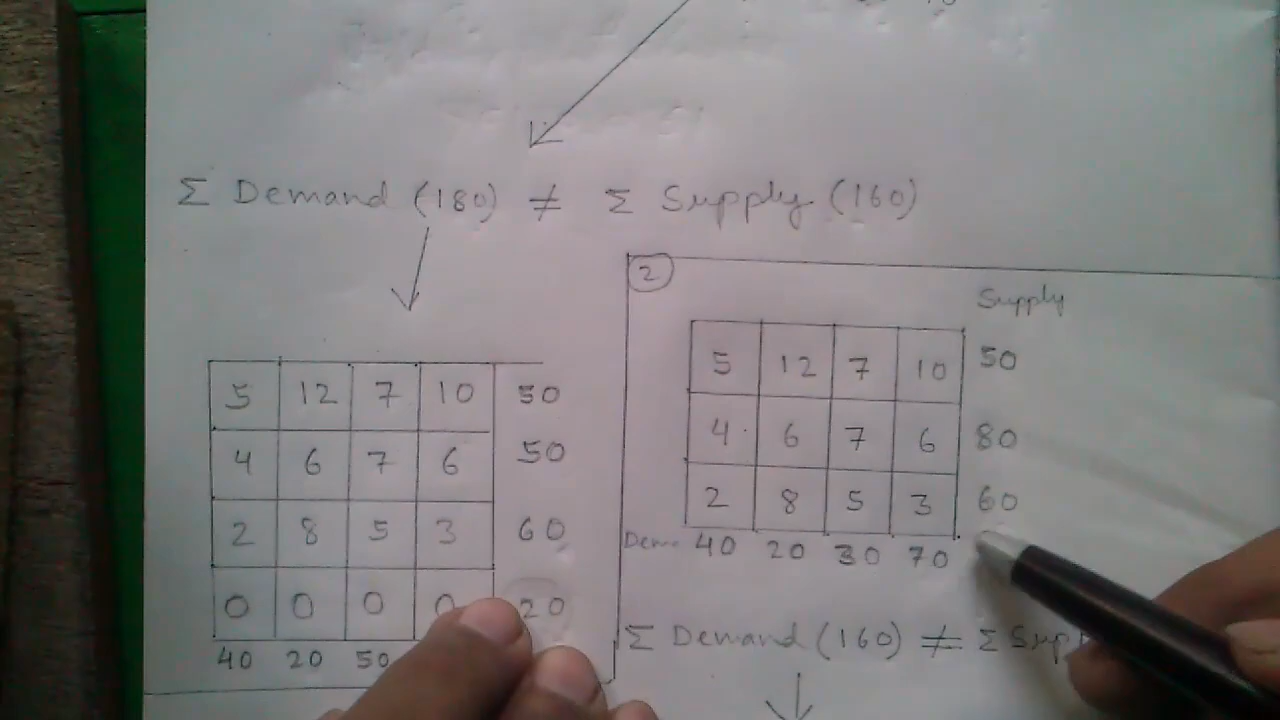 Σ Demand (180) ≠ Σ Supply (160)
5 12 7 10 50
4 6 7 6 50
2 8 5 3 60
0 0 0 0 20
40 20 50
2
Supply
5 12 7 10 50
4 6 7 6 80
2 8 5 3 60
Dem 40 20 30 70
Σ Demand (160) ≠ Σ Supp